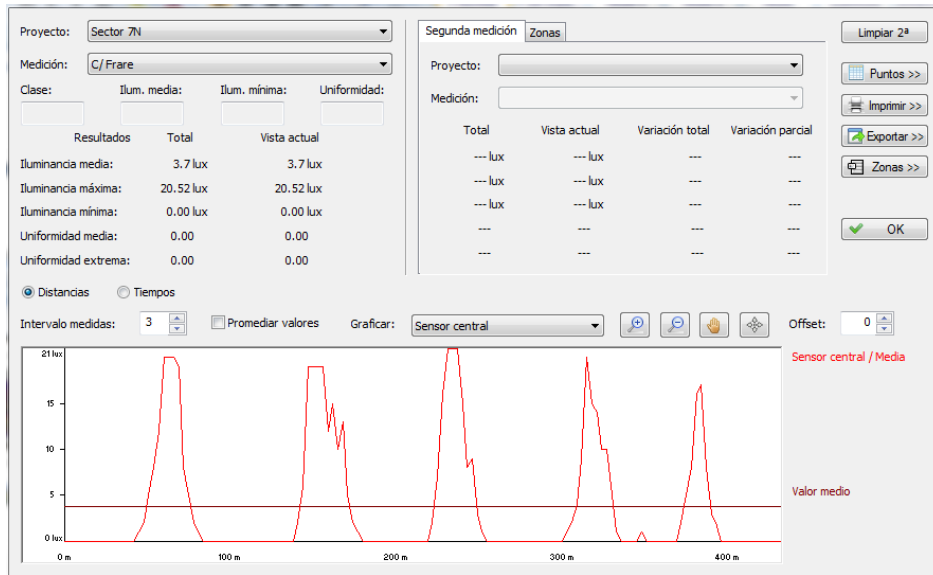 Proyecto: Sector 7N
Medición: C/ Frare
Clase: Ilum. media: Ilum. mínima: Uniformidad:
Resultados Total Vista actual
Iluminancia media: 3.7 lux 3.7 lux
Iluminancia máxima: 20.52 lux 20.52 lux
Iluminancia mínima: 0.00 lux 0.00 lux
Uniformidad media: 0.00 0.00
Uniformidad extrema: 0.00 0.00
Segunda medición Zonas
Proyecto:
Medición:
Total Vista actual Variación total Variación parcial
--- lux --- lux --- ---
--- lux --- lux --- ---
--- lux --- lux --- ---
--- --- --- ---
--- --- --- ---
Limpiar 2ª
Puntos >>
Imprimir >>
Exportar >>
Zonas >>
OK
Distancias Tiempos
Intervalo medidas: 3 Promediar valores Graficar: Sensor central Offset: 0
21 lux
15
10
5
0 lux
0 m 100 m 200 m 300 m 400 m
Sensor central / Media
Valor medio